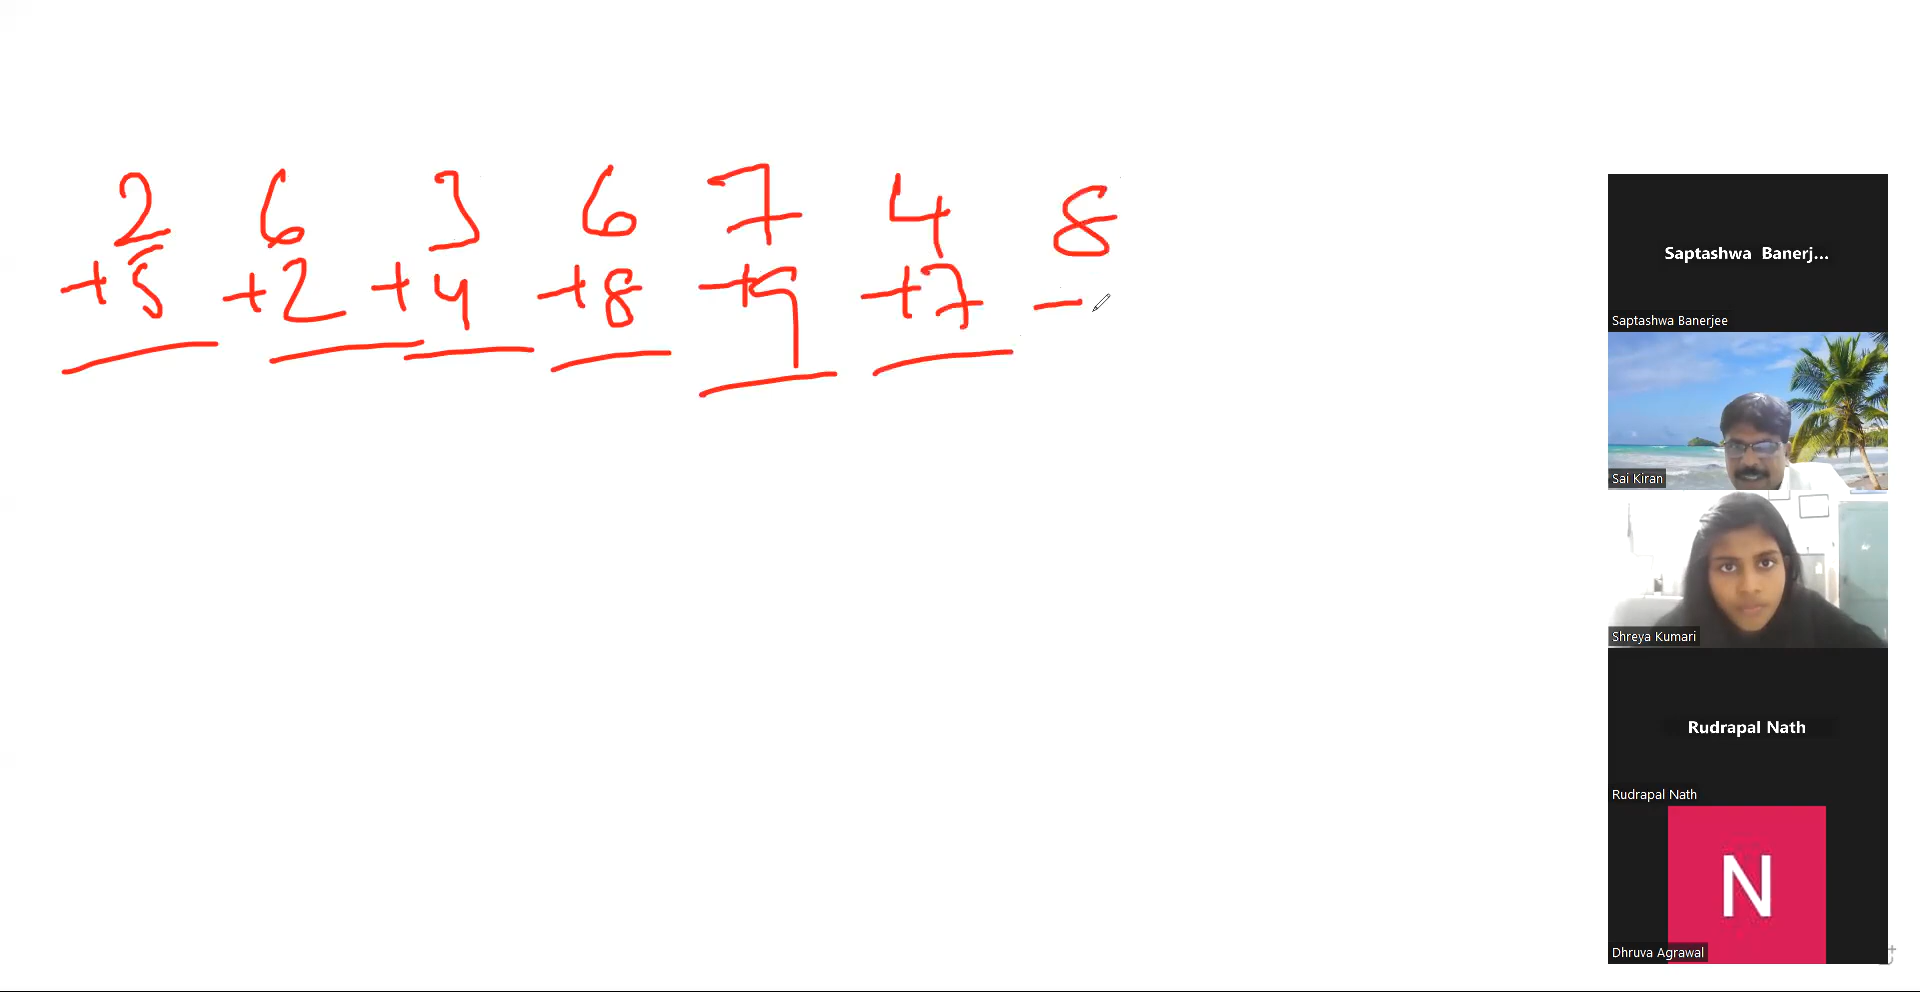 2 6 3 6 7 4 8
+5 +2 +4 +8 +9 +7 -
Saptashwa Banerj...
Saptashwa Banerjee
Sai Kiran
Shreya Kumari
Rudrapal Nath
Rudrapal Nath
N
Dhruva Agrawal